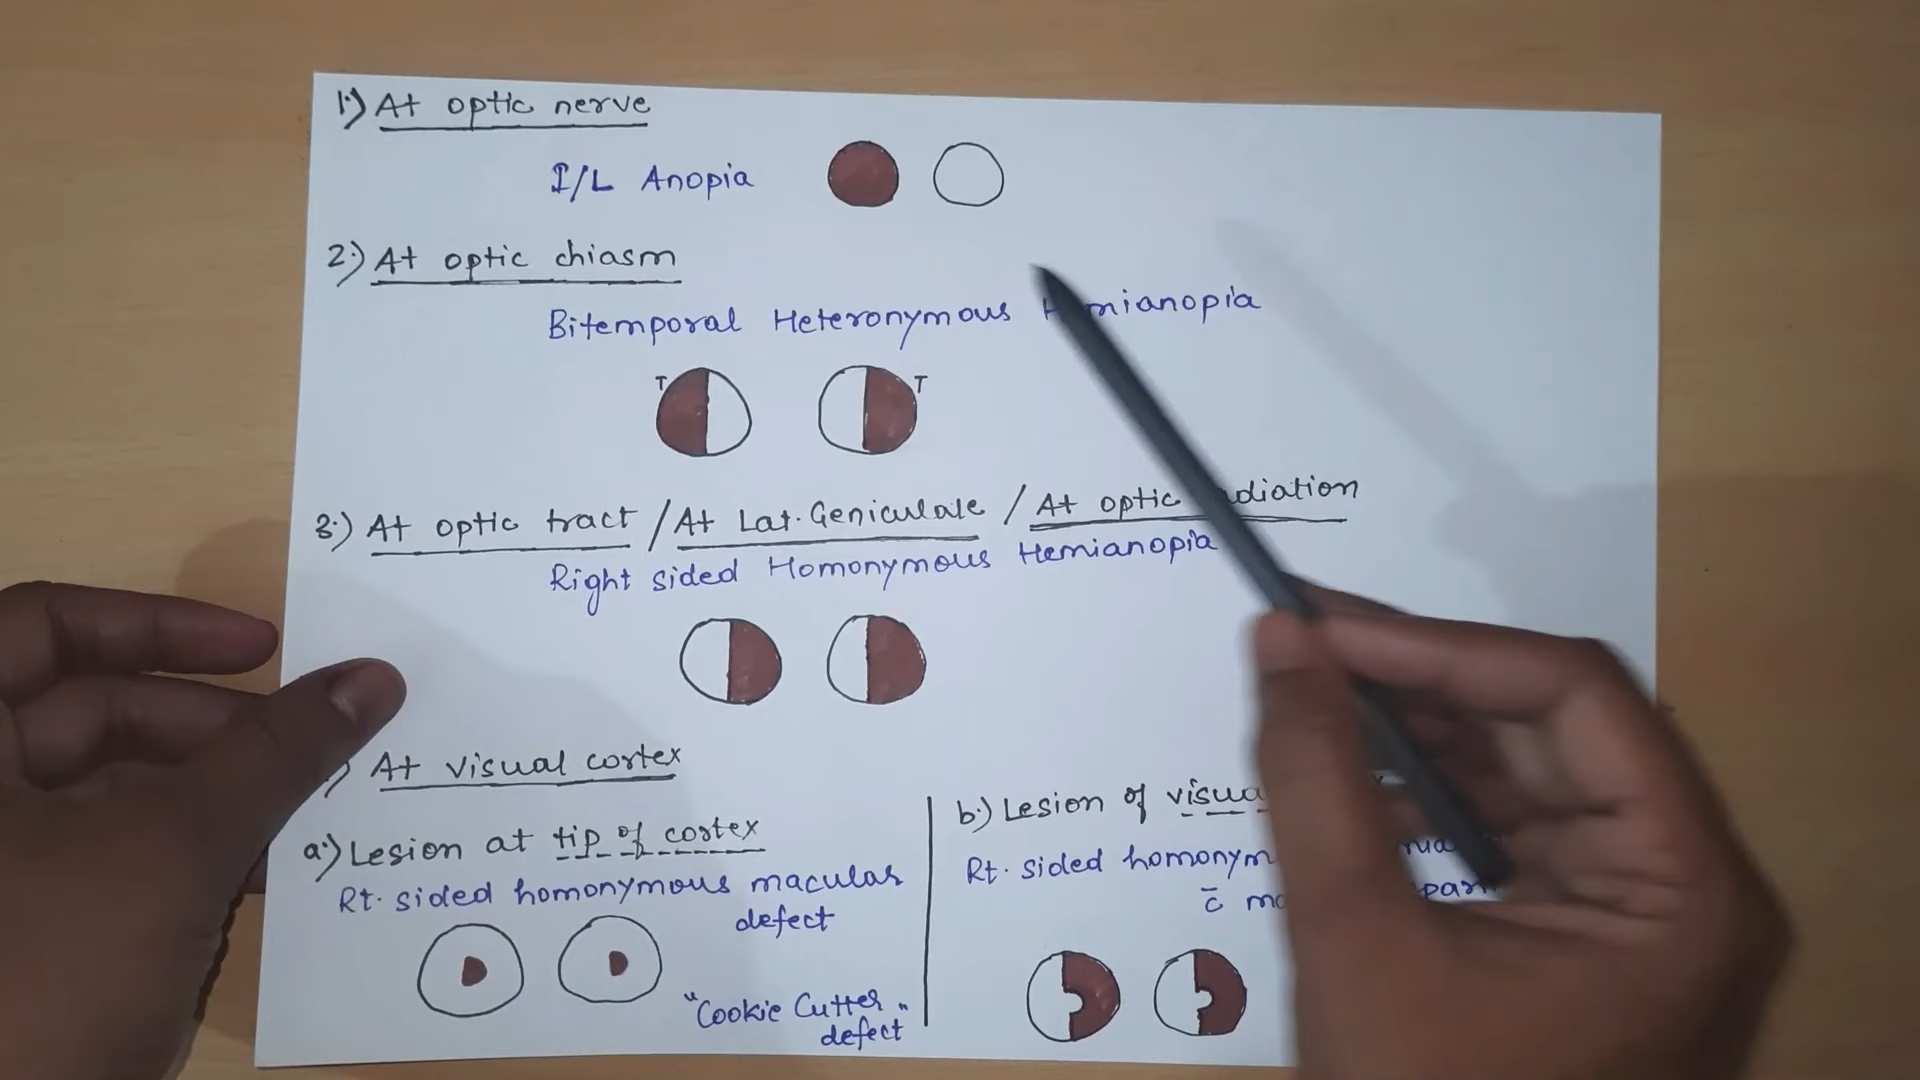 1.) At optic nerve
I/L Anopia
2.) At optic chiasm
Bitemporal Heteronymous Hemianopia
T T
3.) At optic tract / At Lat. Geniculate / At optic
Right sided Homonymous Hemianopia
) At visual cortex
a.) Lesion at tip of cortex
Rt. sided homonymous macular
defect
"Cookie Cutter"
defect
b.) Lesion of
Rt. sided
c̄